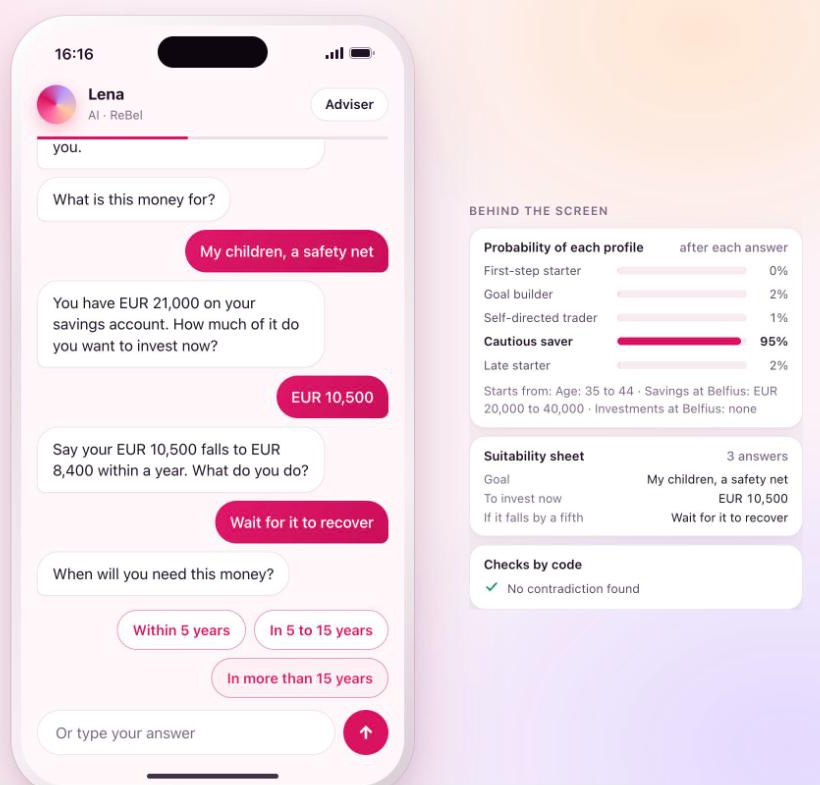 16:16
Lena
AI · ReBel
Adviser
you.
What is this money for?
My children, a safety net
You have EUR 21,000 on your
savings account. How much of it do
you want to invest now?
EUR 10,500
Say your EUR 10,500 falls to EUR
8,400 within a year. What do you do?
Wait for it to recover
When will you need this money?
Within 5 years
In 5 to 15 years
In more than 15 years
Or type your answer
BEHIND THE SCREEN
Probability of each profile after each answer
First-step starter 0%
Goal builder 2%
Self-directed trader 1%
Cautious saver 95%
Late starter 2%
Starts from: Age: 35 to 44 · Savings at Belfius: EUR
20,000 to 40,000 · Investments at Belfius: none
Suitability sheet 3 answers
Goal My children, a safety net
To invest now EUR 10,500
If it falls by a fifth Wait for it to recover
Checks by code
No contradiction found